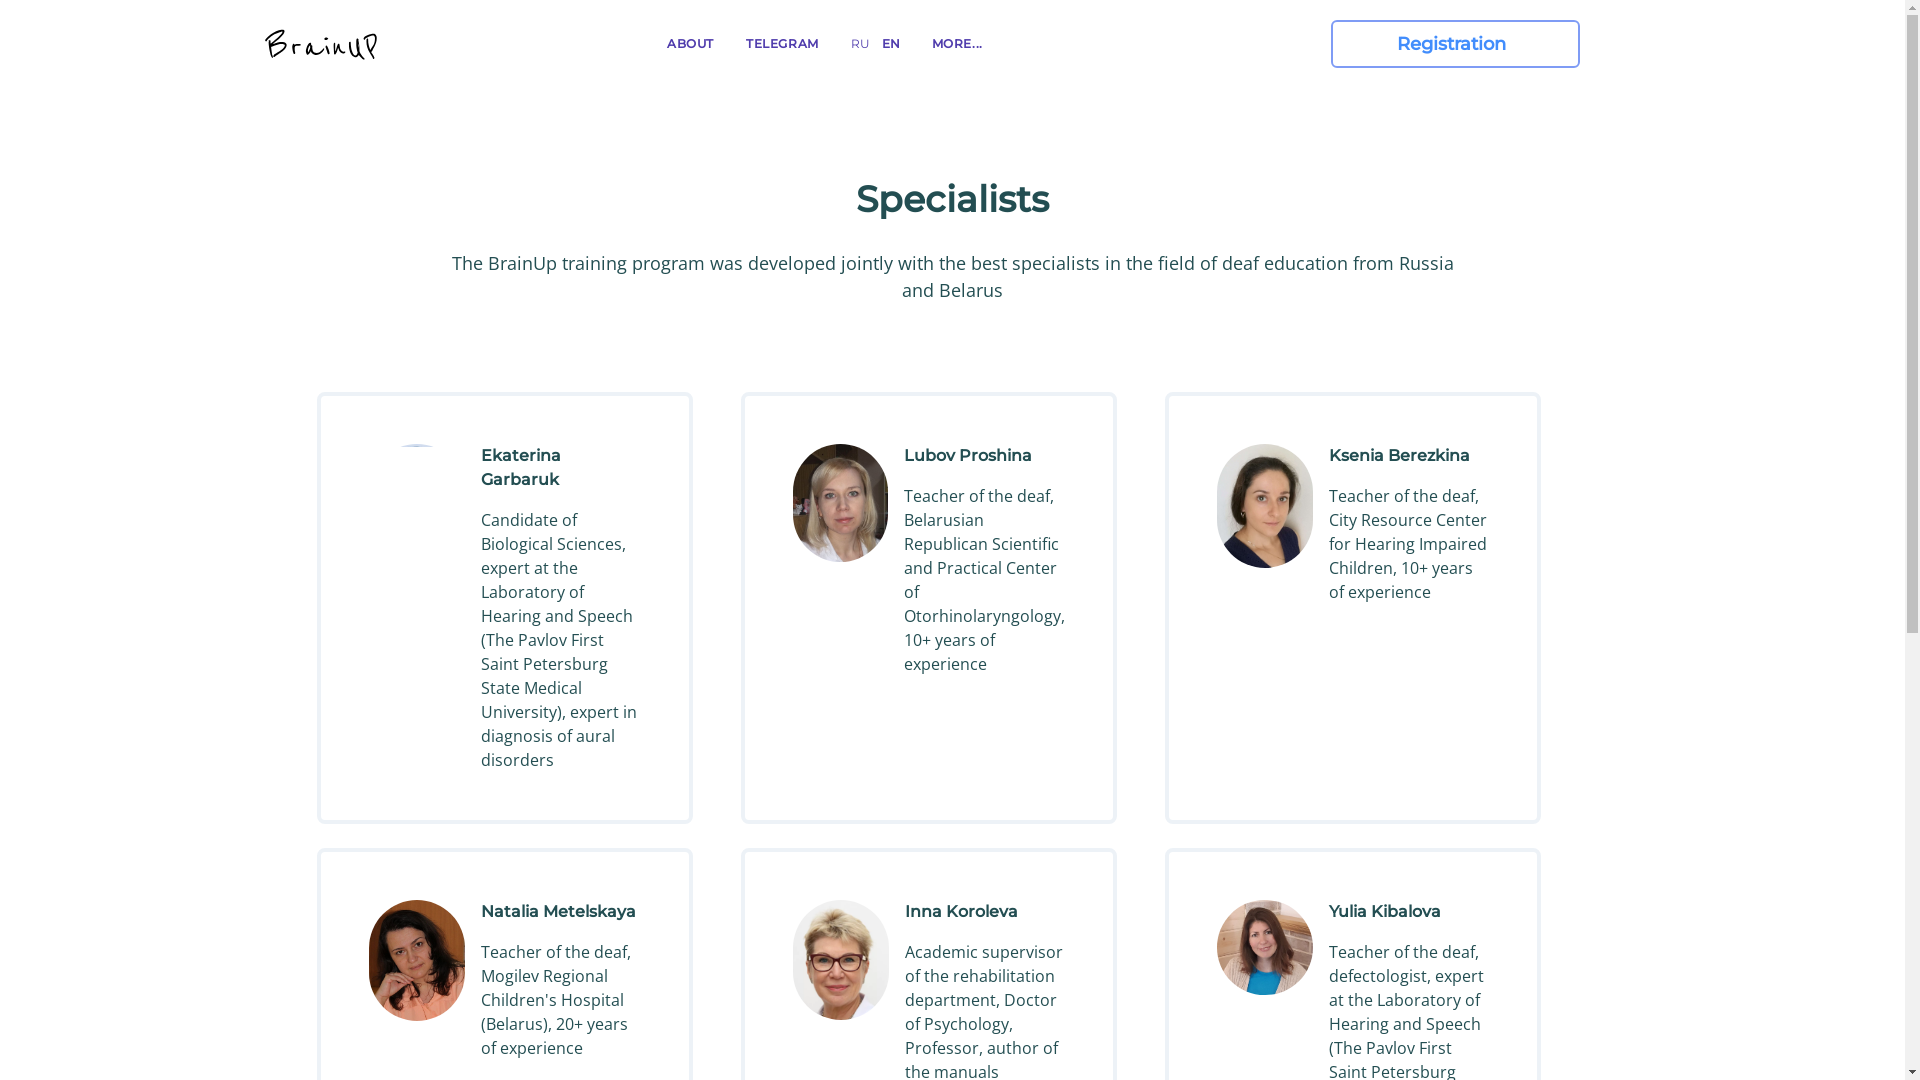 BrainUP
ABOUT
TELEGRAM
RU
EN
MORE...
Registration
Specialists
The BrainUp training program was developed jointly with the best specialists in the field of deaf education from Russia
and Belarus
Ekaterina
Garbaruk
Candidate of
Biological Sciences,
expert at the
Laboratory of
Hearing and Speech
(The Pavlov First
Saint Petersburg
State Medical
University), expert in
diagnosis of aural
disorders
Lubov Proshina
Teacher of the deaf,
Belarusian
Republican Scientific
and Practical Center
of
Otorhinolaryngology,
10+ years of
experience
Ksenia Berezkina
Teacher of the deaf,
City Resource Center
for Hearing Impaired
Children, 10+ years
of experience
Natalia Metelskaya
Teacher of the deaf,
Mogilev Regional
Children's Hospital
(Belarus), 20+ years
of experience
Inna Koroleva
Academic supervisor
of the rehabilitation
department, Doctor
of Psychology,
Professor, author of
the manuals
Yulia Kibalova
Teacher of the deaf,
defectologist, expert
at the Laboratory of
Hearing and Speech
(The Pavlov First
Saint Petersburg